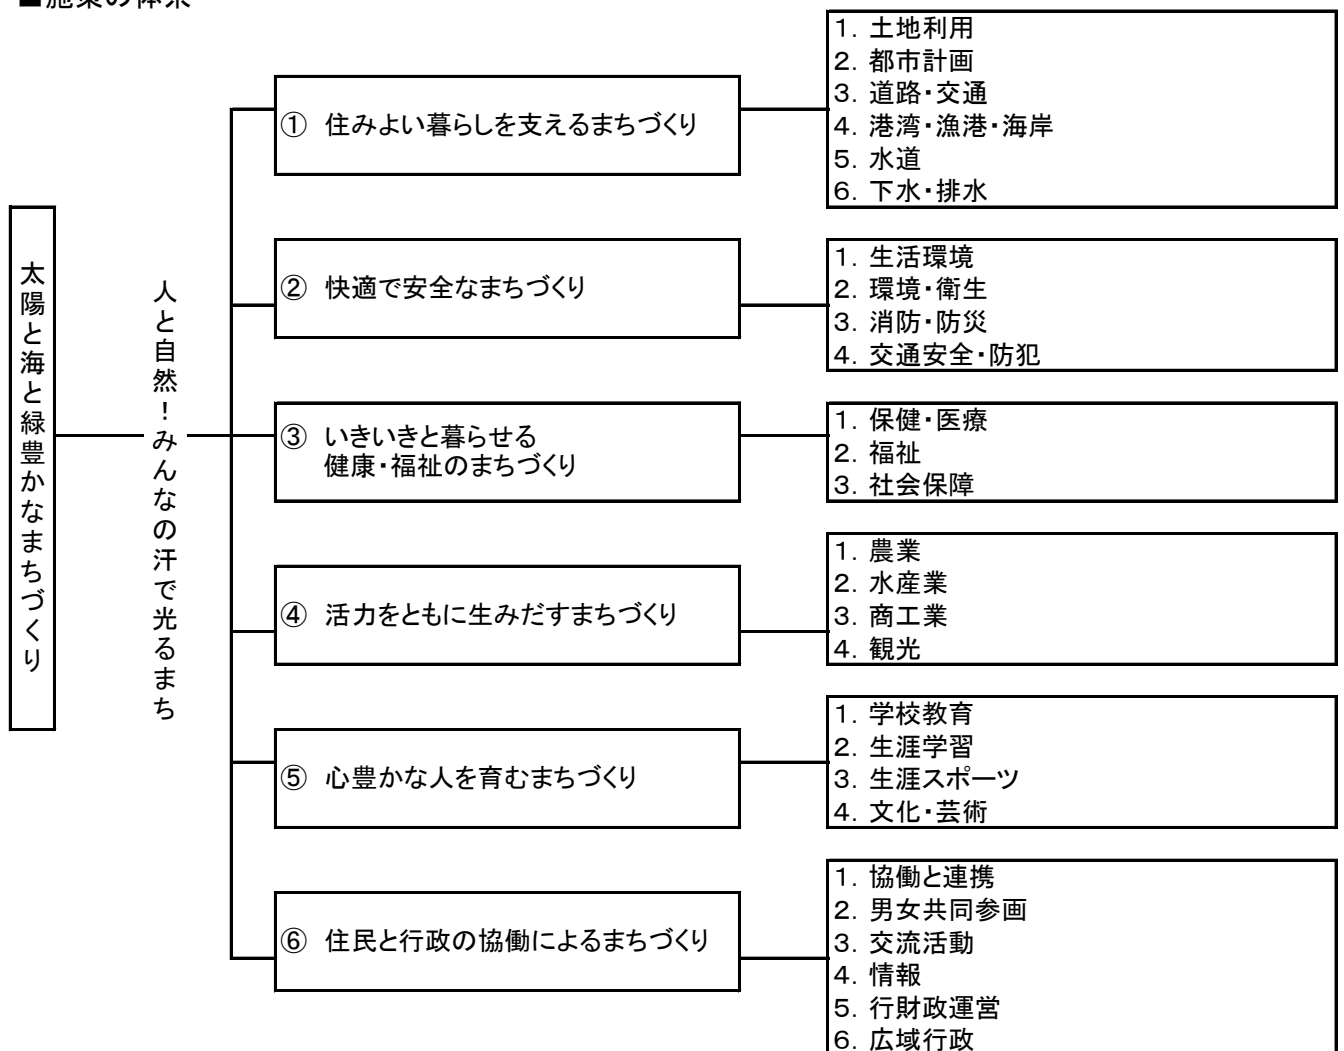 ■施策の体系
太陽と海と緑豊かなまちづくり
人と自然！みんなの汗で光るまち
① 住みよい暮らしを支えるまちづくり
1. 土地利用
2. 都市計画
3. 道路・交通
4. 港湾・漁港・海岸
5. 水道
6. 下水・排水
② 快適で安全なまちづくり
1. 生活環境
2. 環境・衛生
3. 消防・防災
4. 交通安全・防犯
③ いきいきと暮らせる
健康・福祉のまちづくり
1. 保健・医療
2. 福祉
3. 社会保障
④ 活力をともに生みだすまちづくり
1. 農業
2. 水産業
3. 商工業
4. 観光
⑤ 心豊かな人を育むまちづくり
1. 学校教育
2. 生涯学習
3. 生涯スポーツ
4. 文化・芸術
⑥ 住民と行政の協働によるまちづくり
1. 協働と連携
2. 男女共同参画
3. 交流活動
4. 情報
5. 行財政運営
6. 広域行政